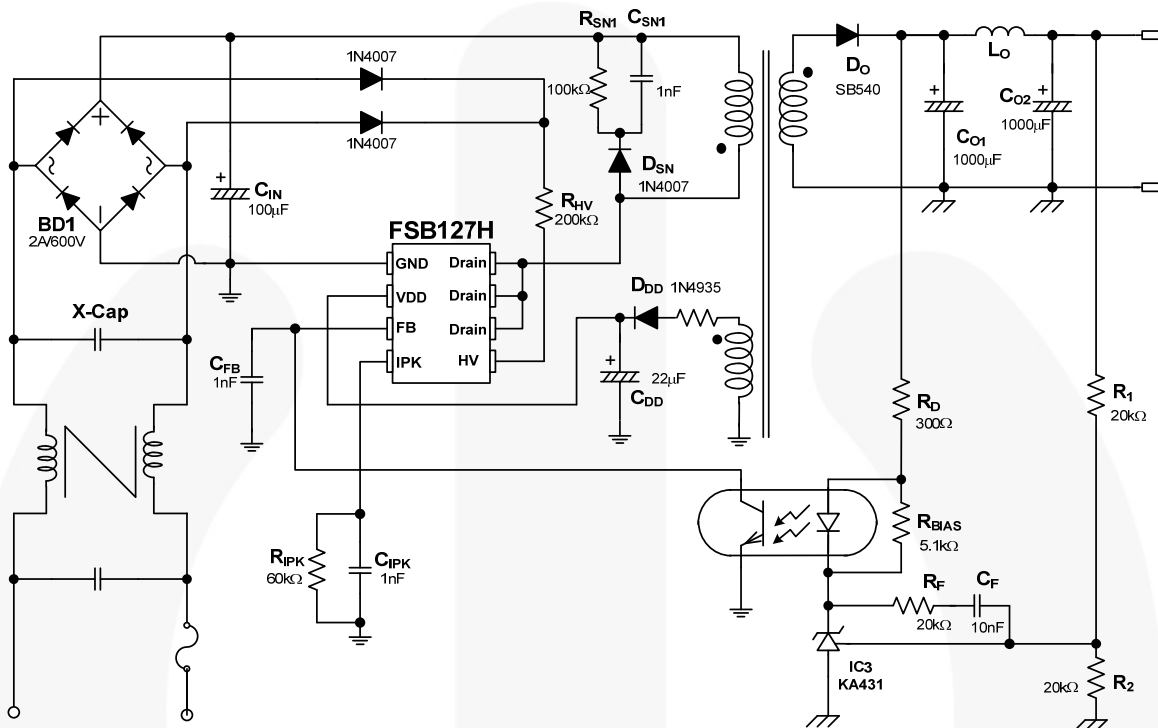 RSN1 CSN1
1N4007
100kΩ
1nF
1N4007
DO
SB540
LO
CO1
1000μF
CO2
1000μF
+
+
DSN
1N4007
+
−
BD1
2A/600V
+
CIN
100μF
RHV
200kΩ
FSB127H
GND
VDD
FB
IPK
Drain
Drain
Drain
HV
DDD 1N4935
+
22μF
CDD
X-Cap
CFB
1nF
RD
300Ω
R1
20kΩ
RBIAS
5.1kΩ
RIPK
60kΩ
CIPK
1nF
RF
20kΩ
CF
10nF
IC3
KA431
20kΩ
R2